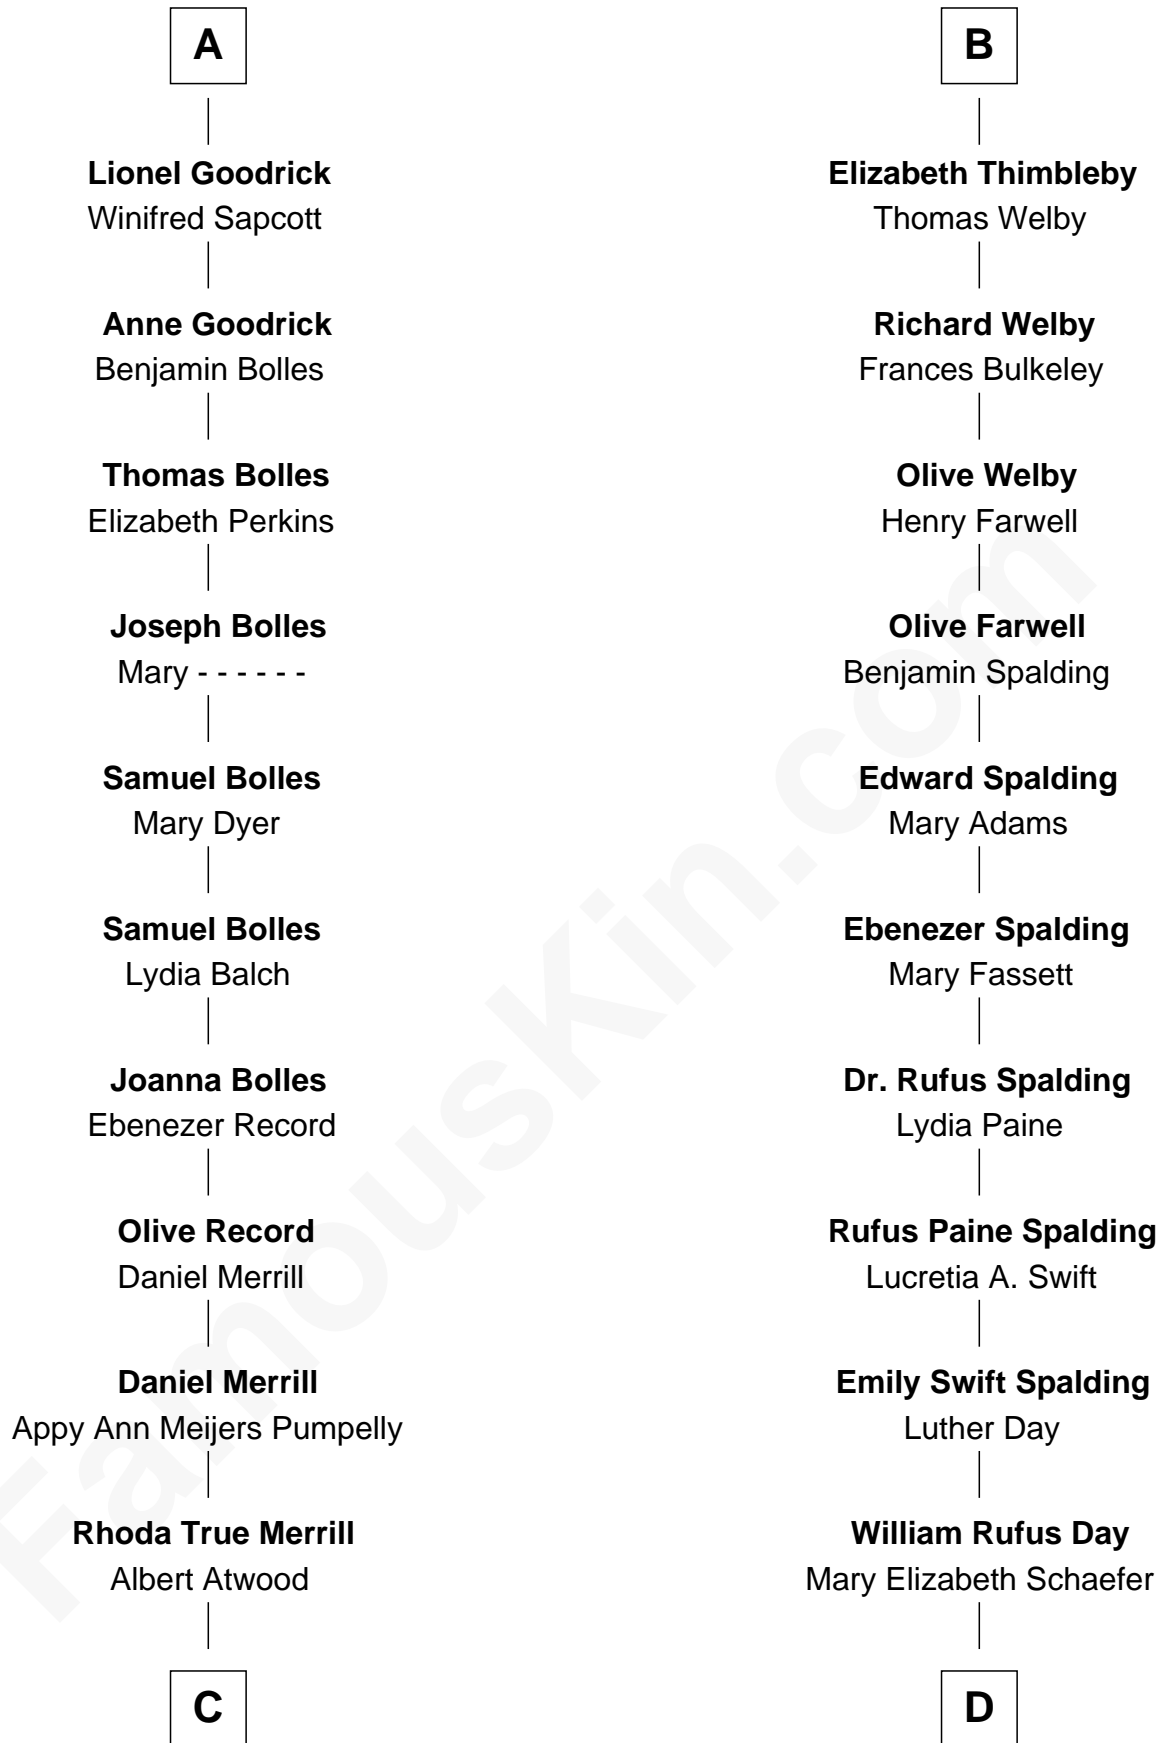 A
Lionel Goodrick
Winifred Sapcott
Anne Goodrick
Benjamin Bolles
Thomas Bolles
Elizabeth Perkins
Joseph Bolles
Mary - - - - - -
Samuel Bolles
Mary Dyer
Samuel Bolles
Lydia Balch
Joanna Bolles
Ebenezer Record
Olive Record
Daniel Merrill
Daniel Merrill
Appy Ann Meijers Pumpelly
Rhoda True Merrill
Albert Atwood
C
B
Elizabeth Thimbleby
Thomas Welby
Richard Welby
Frances Bulkeley
Olive Welby
Henry Farwell
Olive Farwell
Benjamin Spalding
Edward Spalding
Mary Adams
Ebenezer Spalding
Mary Fassett
Dr. Rufus Spalding
Lydia Paine
Rufus Paine Spalding
Lucretia A. Swift
Emily Swift Spalding
Luther Day
William Rufus Day
Mary Elizabeth Schaefer
D
FamousKin.com